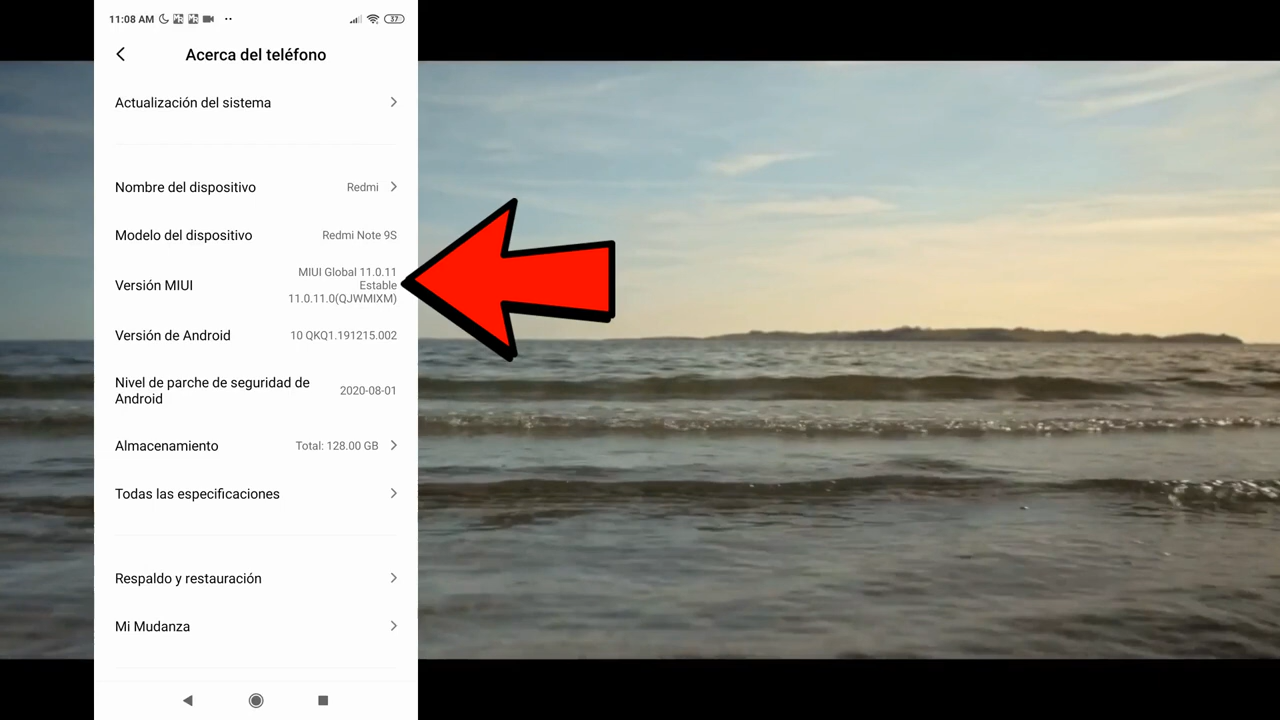 11:08 AM
37
Acerca del teléfono
Actualización del sistema
Nombre del dispositivo Redmi
Modelo del dispositivo Redmi Note 9S
Versión MIUI MIUI Global 11.0.11
Estable
11.0.11.0(QJWMIXM)
Versión de Android 10 QKQ1.191215.002
Nivel de parche de seguridad de
Android 2020-08-01
Almacenamiento Total: 128.00 GB
Todas las especificaciones
Respaldo y restauración
Mi Mudanza